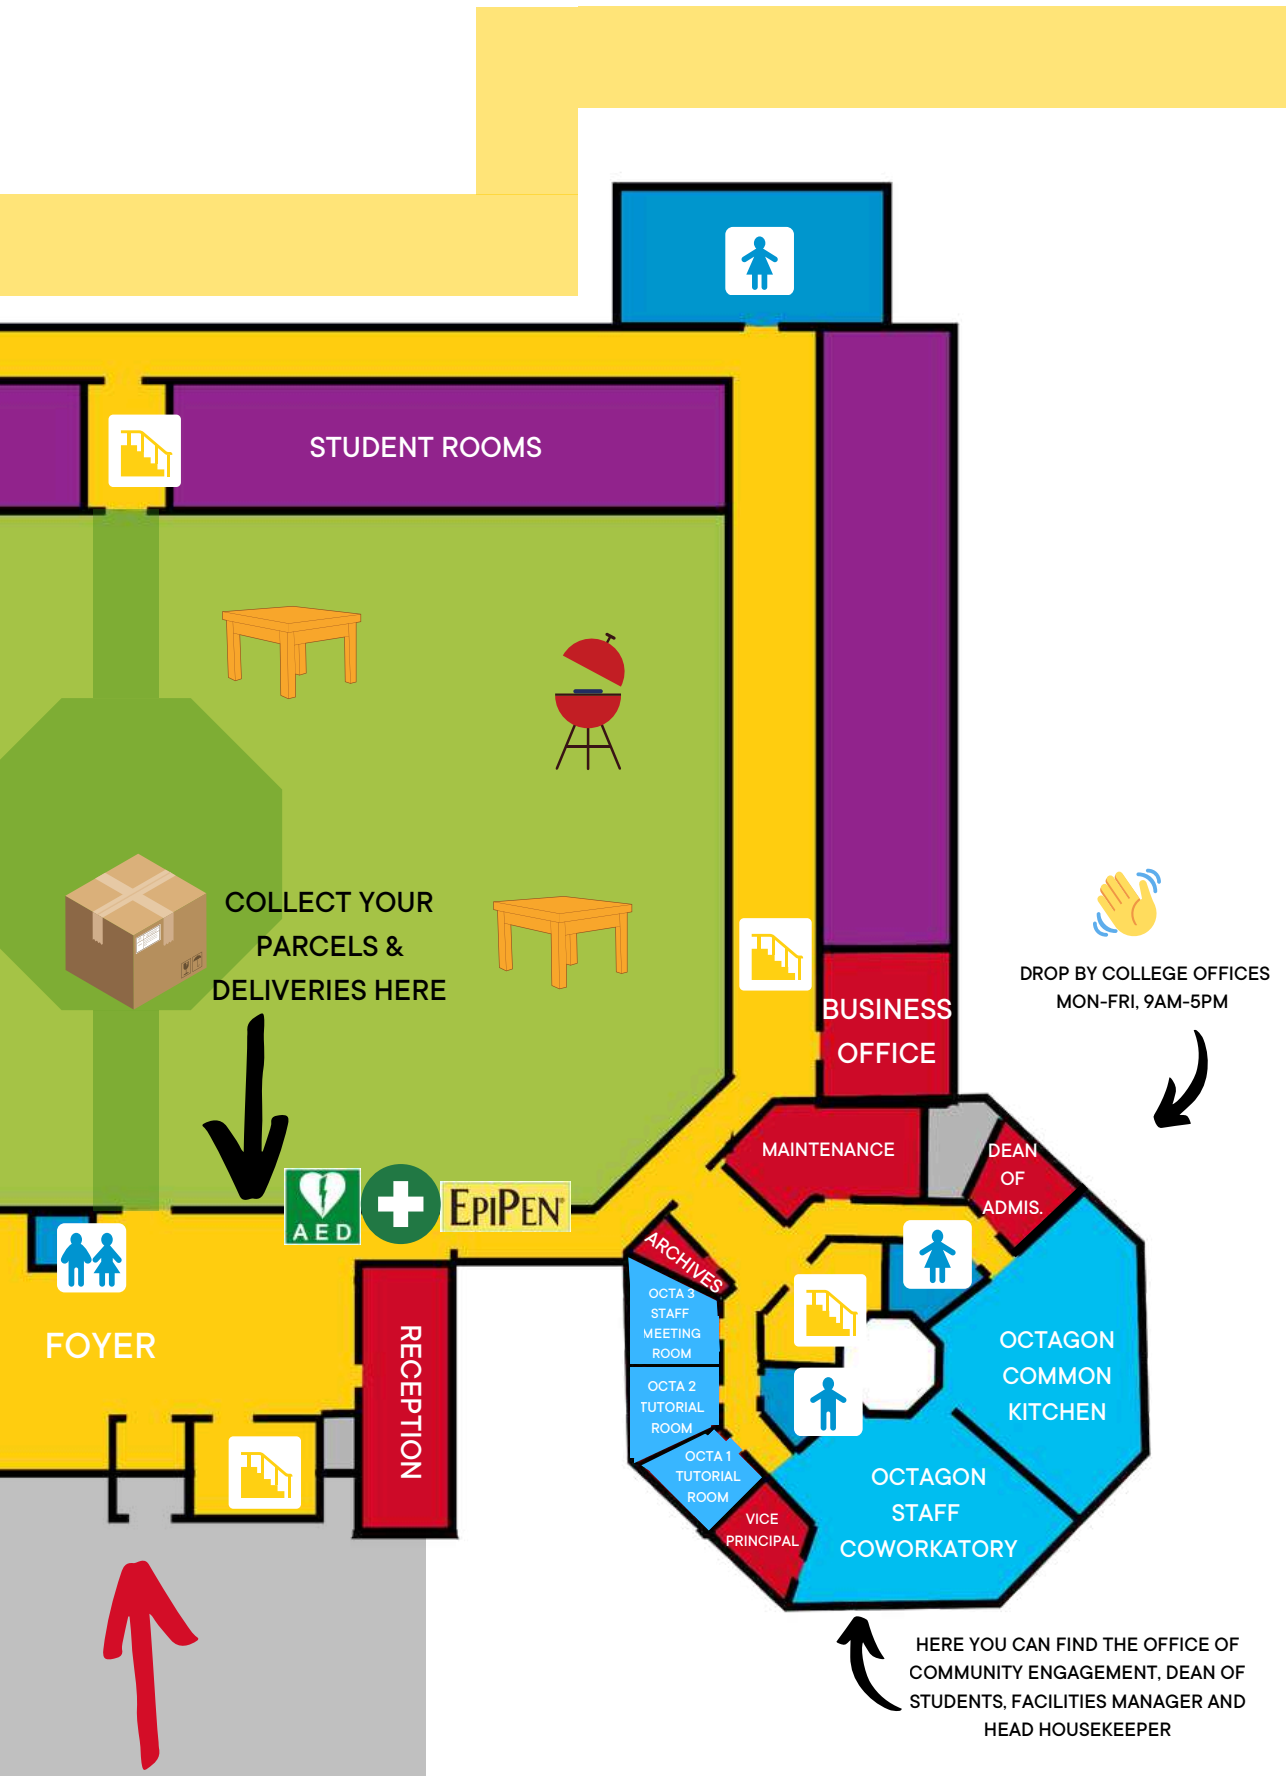 STUDENT ROOMS
COLLECT YOUR
PARCELS &
DELIVERIES HERE
BUSINESS
OFFICE
DROP BY COLLEGE OFFICES
MON-FRI, 9AM-5PM
MAINTENANCE
DEAN
OF
ADMIS.
AED
EPIPEN®
ARCHIVES
OCTA 3
STAFF
MEETING
ROOM
OCTA 2
TUTORIAL
ROOM
OCTA 1
TUTORIAL
ROOM
VICE
PRINCIPAL
FOYER
RECEPTION
OCTAGON
COMMON
KITCHEN
OCTAGON
STAFF
COWORKATORY
HERE YOU CAN FIND THE OFFICE OF
COMMUNITY ENGAGEMENT, DEAN OF
STUDENTS, FACILITIES MANAGER AND
HEAD HOUSEKEEPER